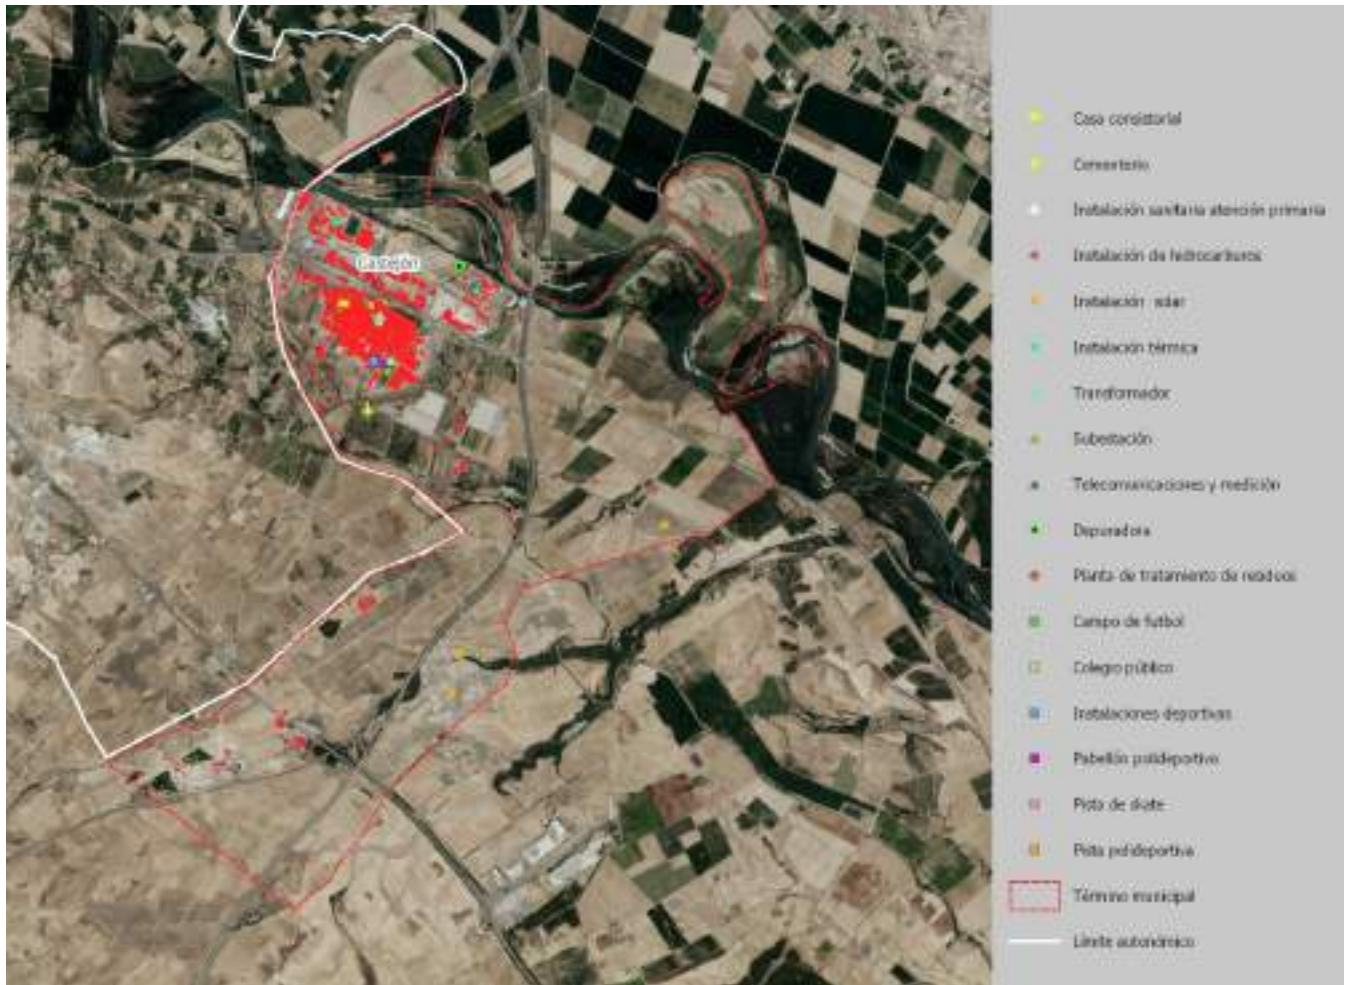 Castejón
Casa consistorial
Cementerio
Instalación sanitaria atención primaria
Instalación de hidrocarburos
Instalación solar
Instalación térmica
Transformador
Subestación
Telecomunicaciones y medición
Depuradora
Planta de tratamiento de residuos
Campo de futbol
Colegio público
Instalaciones deportivas
Pabellón polideportivo
Pista de skate
Pista polideportiva
Término municipal
Límite autonómico